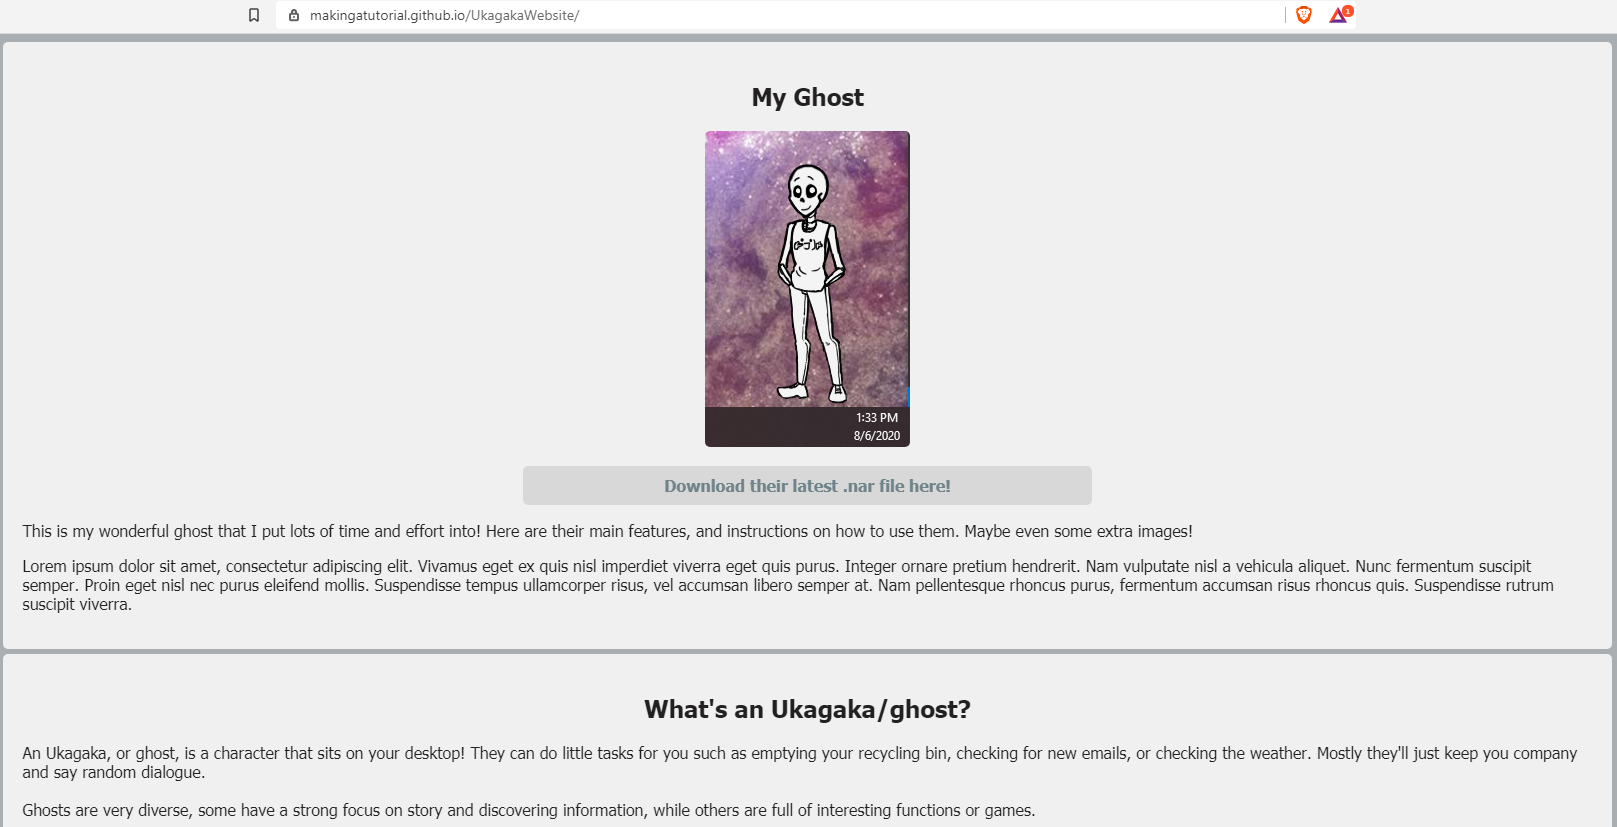 makingatutorial.github.io/UkagakaWebsite/
1
My Ghost
1:33 PM
8/6/2020
Download their latest .nar file here!
This is my wonderful ghost that I put lots of time and effort into! Here are their main features, and instructions on how to use them. Maybe even some extra images!
Lorem ipsum dolor sit amet, consectetur adipiscing elit. Vivamus eget ex quis nisl imperdiet viverra eget quis purus. Integer ornare pretium hendrerit. Nam vulputate nisl a vehicula aliquet. Nunc fermentum suscipit
semper. Proin eget nisl nec purus eleifend mollis. Suspendisse tempus ullamcorper risus, vel accumsan libero semper at. Nam pellentesque rhoncus purus, fermentum accumsan risus rhoncus quis. Suspendisse rutrum
suscipit viverra.
What's an Ukagaka/ghost?
An Ukagaka, or ghost, is a character that sits on your desktop! They can do little tasks for you such as emptying your recycling bin, checking for new emails, or checking the weather. Mostly they'll just keep you company
and say random dialogue.
Ghosts are very diverse, some have a strong focus on story and discovering information, while others are full of interesting functions or games.